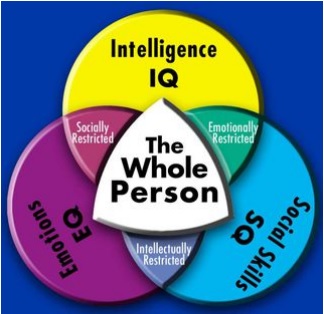 Intelligence
IQ
Socially
Restricted
Emotionally
Restricted
The
Whole
Person
Emotions
EQ
Social Skills
SQ
Intellectually
Restricted